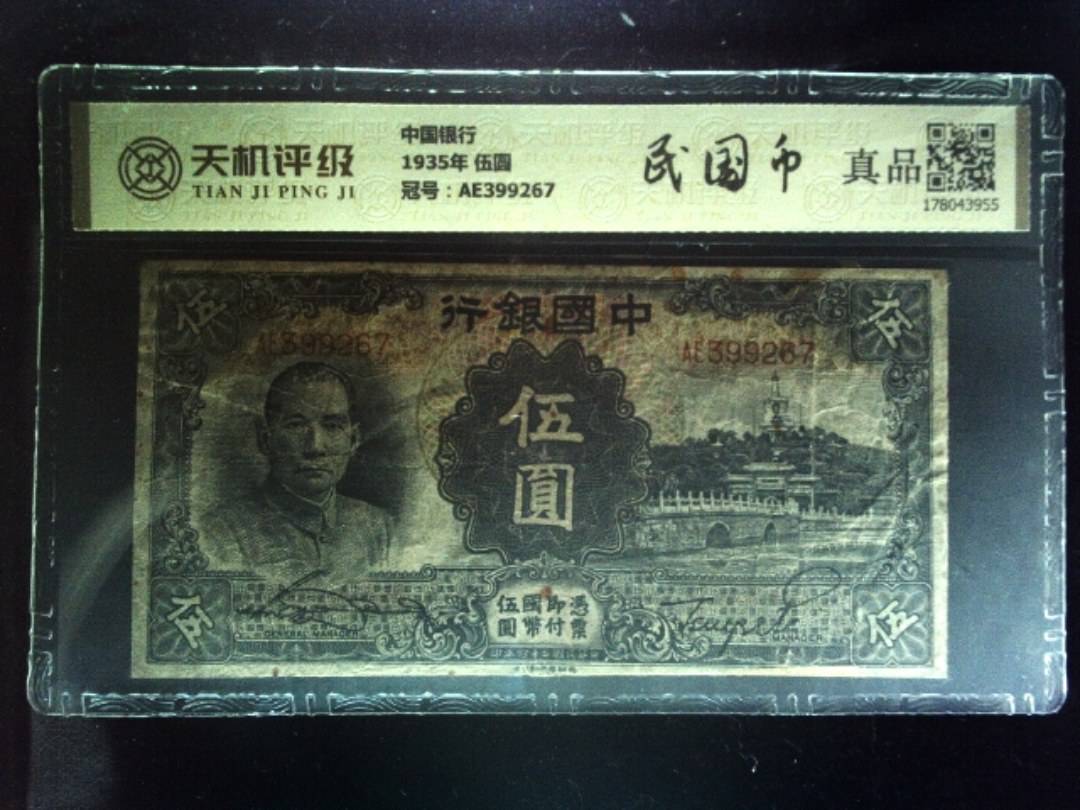 天机评级
TIAN JI PING JI
中国银行
1935年 伍圆
冠号：AE399267
民国币
真品
178043955
伍
行銀國中
伍
AE399267
AE399267
伍圓
憑票即付國幣伍圓
GENERAL MANAGER
MANAGER
伍
伍